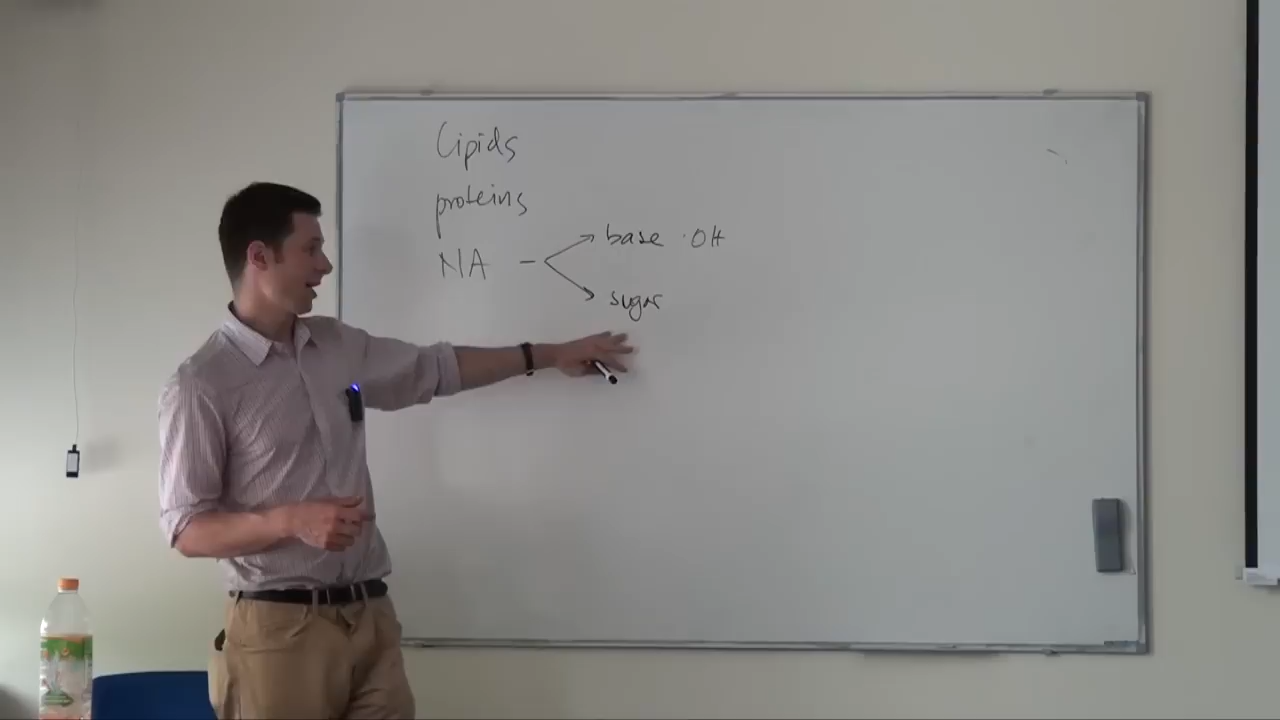 Lipids
proteins
NA — base ·OH
sugar